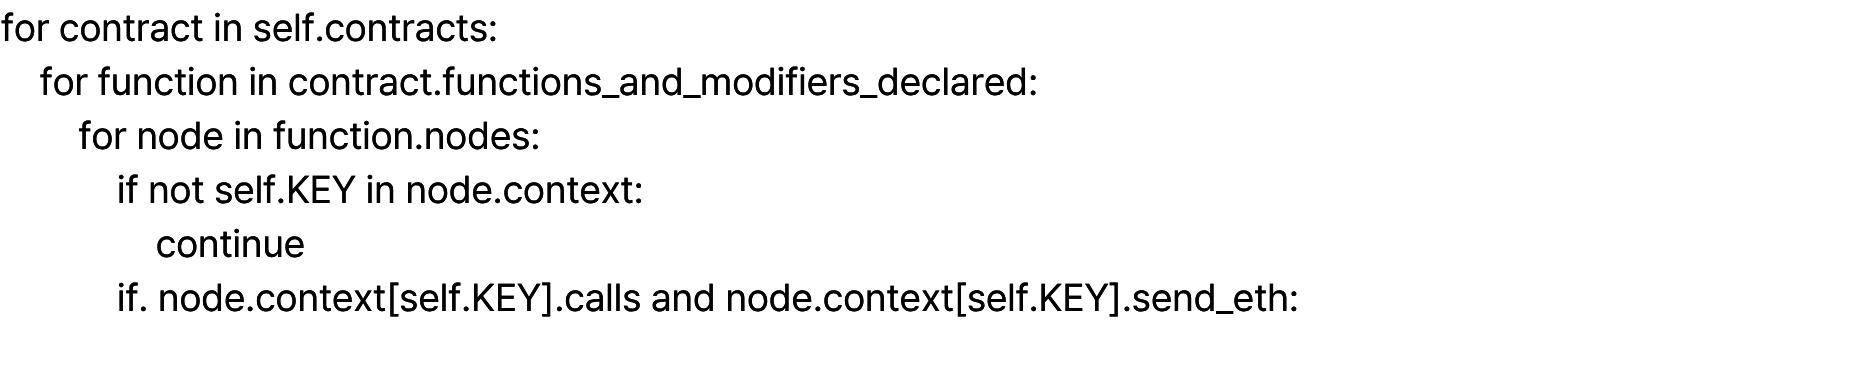 for contract in self.contracts:
    for function in contract.functions_and_modifiers_declared:
        for node in function.nodes:
            if not self.KEY in node.context:
                continue
            if. node.context[self.KEY].calls and node.context[self.KEY].send_eth: